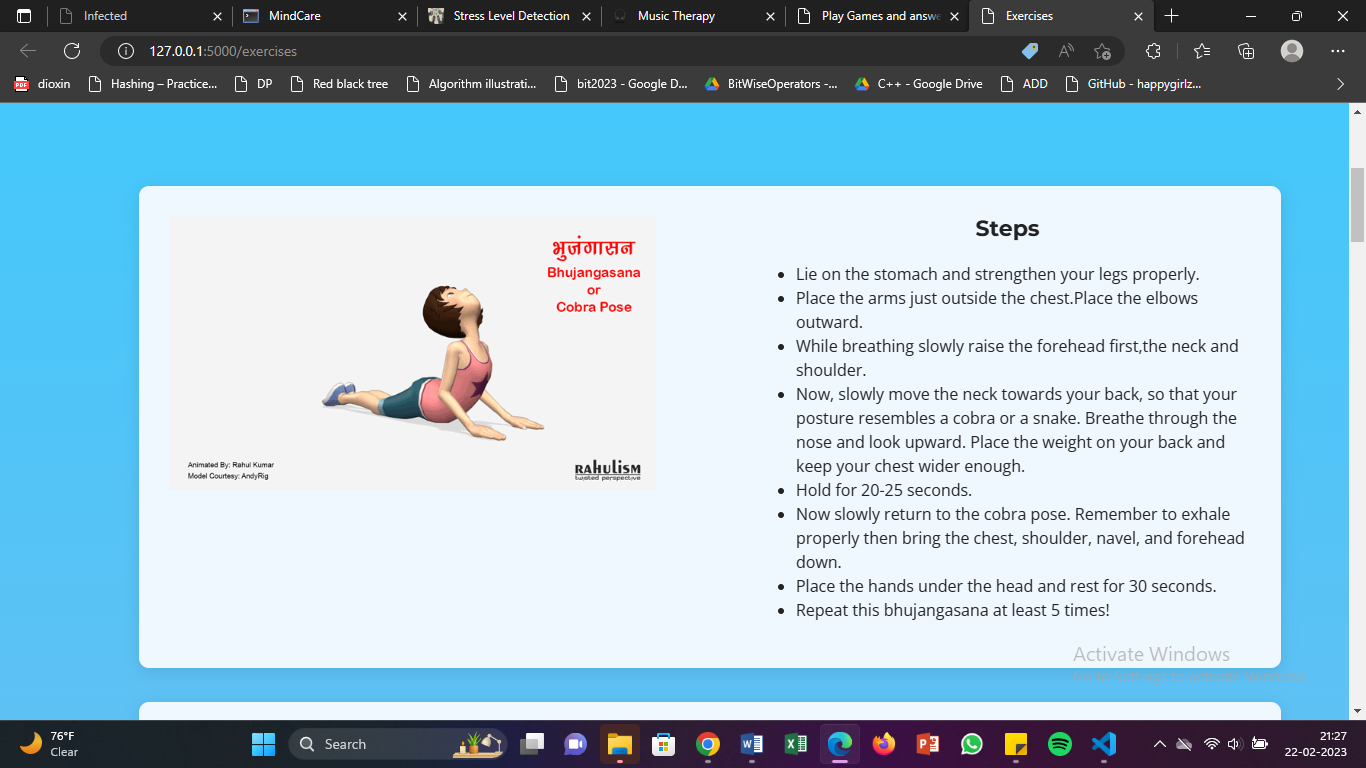 Infected
MindCare
Stress Level Detection
Music Therapy
Play Games and answe
Exercises
127.0.0.1:5000/exercises
PDF
dioxin
Hashing – Practice...
DP
Red black tree
Algorithm illustrati...
bit2023 - Google D...
BitWiseOperators -...
C++ - Google Drive
ADD
GitHub - happygirlz...
भुजंगासन
Bhujangasana
or
Cobra Pose
Animated By: Rahul Kumar
Model Courtesy: AndyRig
RAHULISM
twisted perspective
Steps
Lie on the stomach and strengthen your legs properly.
Place the arms just outside the chest.Place the elbows
outward.
While breathing slowly raise the forehead first,the neck and
shoulder.
Now, slowly move the neck towards your back, so that your
posture resembles a cobra or a snake. Breathe through the
nose and look upward. Place the weight on your back and
keep your chest wider enough.
Hold for 20-25 seconds.
Now slowly return to the cobra pose. Remember to exhale
properly then bring the chest, shoulder, navel, and forehead
down.
Place the hands under the head and rest for 30 seconds.
Repeat this bhujangasana at least 5 times!
Activate Windows
Go to Settings to activate Windows.
76°F
Clear
Search
21:27
22-02-2023